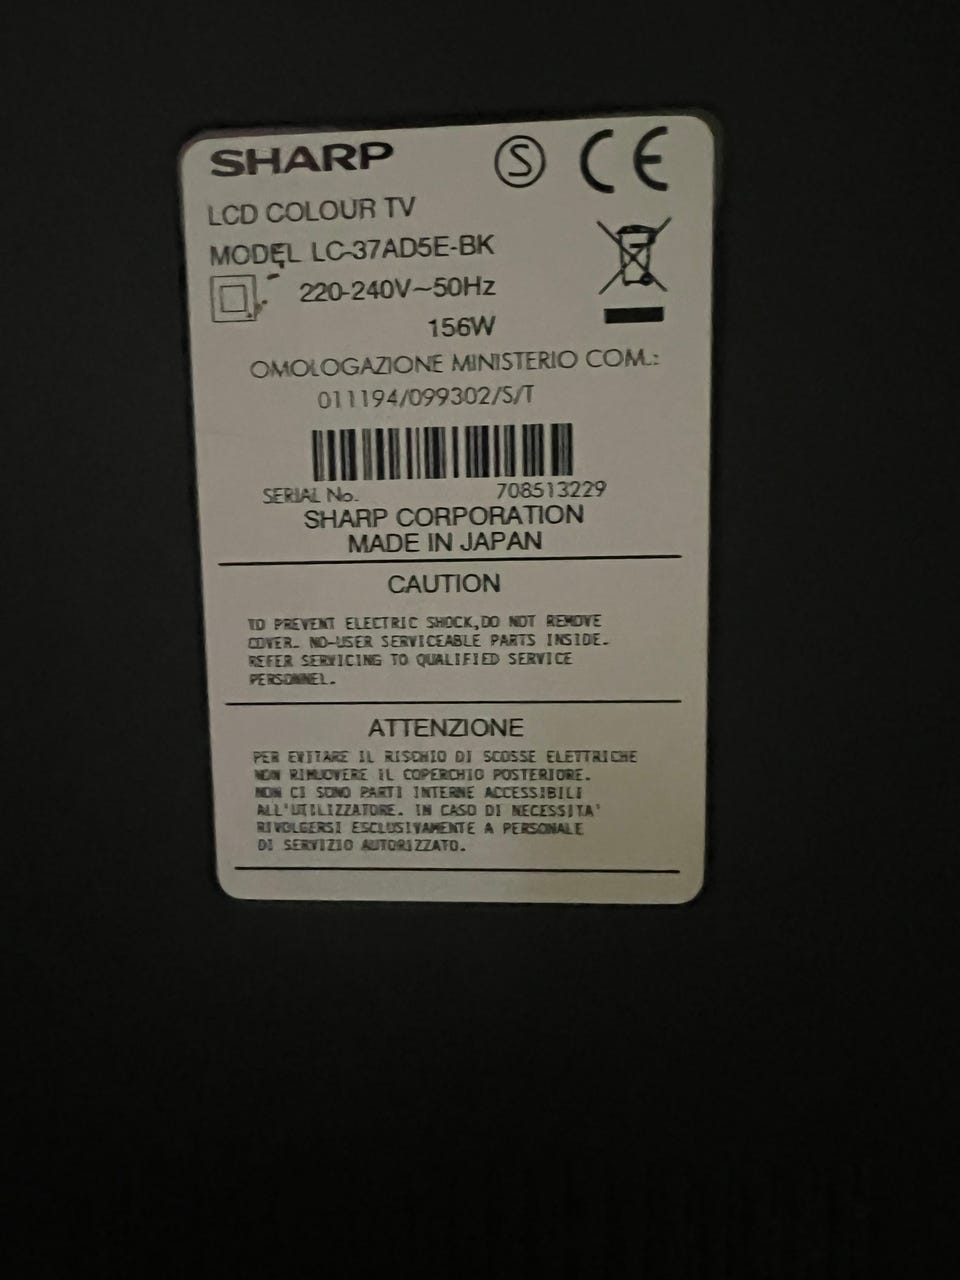 SHARP
LCD COLOUR TV
MODEL LC-37AD5E-BK
220-240V~50Hz
156W
OMOLOGAZIONE MINISTERIO COM.:
011194/099302/S/T
SERIAL No. 708513229
SHARP CORPORATION
MADE IN JAPAN
CAUTION
TO PREVENT ELECTRIC SHOCK,DO NOT REMOVE
COVER. NO-USER SERVICEABLE PARTS INSIDE.
REFER SERVICING TO QUALIFIED SERVICE
PERSONNEL.
ATTENZIONE
PER EVITARE IL RISCHIO DI SCOSSE ELETTRICHE
NON RIMUOVERE IL COPERCHIO POSTERIORE.
NON CI SONO PARTI INTERNE ACCESSIBILI
ALL'UTILIZZATORE. IN CASO DI NECESSITA'
RIVOLGERSI ESCLUSIVAMENTE A PERSONALE
DI SERVIZIO AUTORIZZATO.